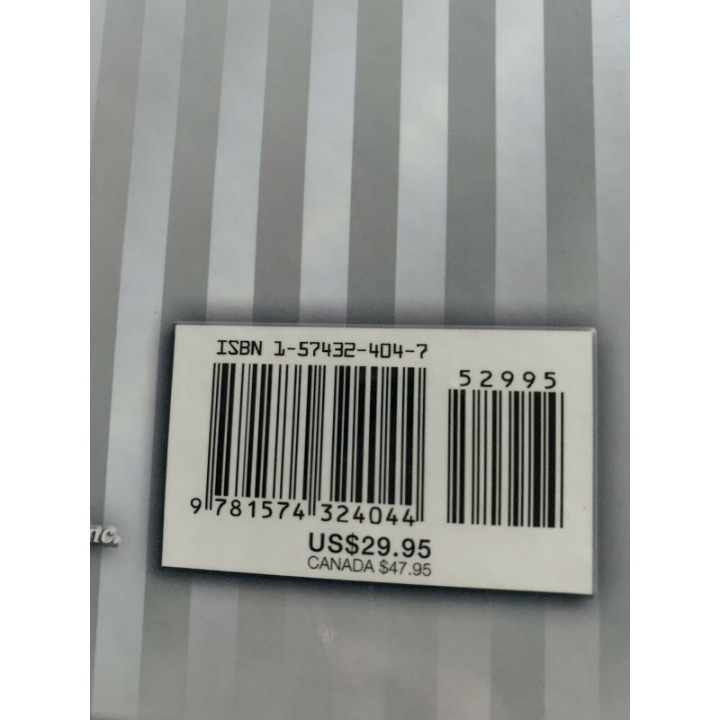 ISBN 1-57432-404-7
52995
9 781574 324044
US$29.95
CANADA $47.95